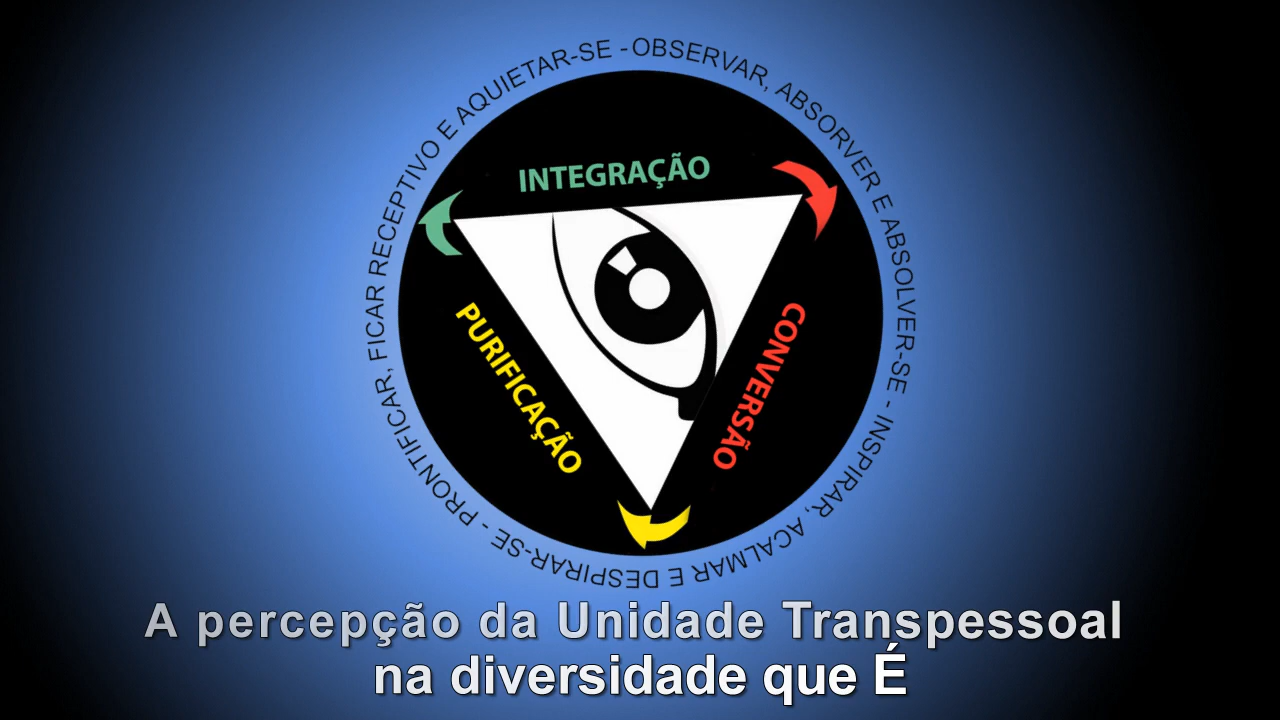 PRONTIFICAR, FICAR RECEPTIVO E AQUIETAR-SE - OBSERVAR, ABSORVER E ABSOLVER-SE - INSPIRAR, ACALMAR E DESPIRAR-SE -
INTEGRAÇÃO
CONVERSÃO
PURIFICAÇÃO
A percepção da Unidade Transpessoal
na diversidade que É